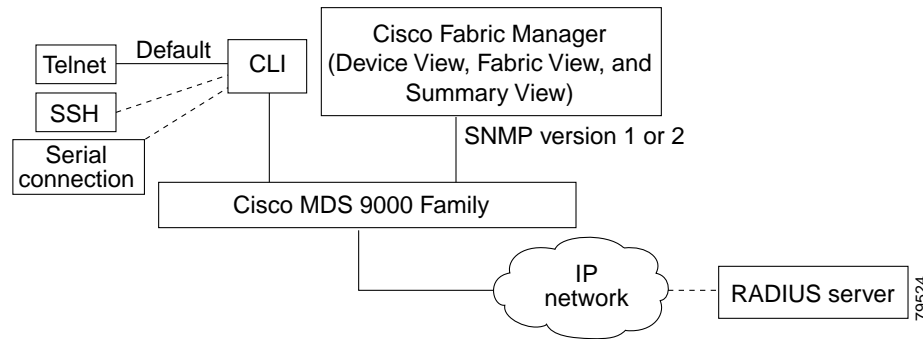 Telnet
Default
CLI
SSH
Serial
connection
Cisco Fabric Manager
(Device View, Fabric View, and
Summary View)
SNMP version 1 or 2
Cisco MDS 9000 Family
IP
network
RADIUS server
79524